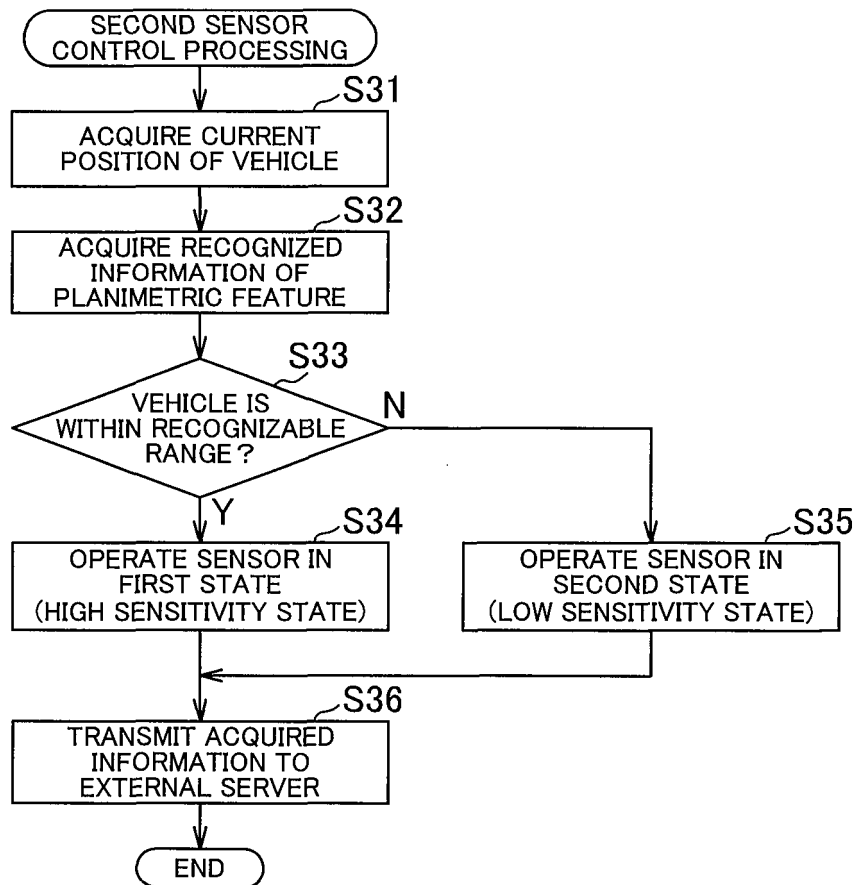 SECOND SENSOR
CONTROL PROCESSING
S31
ACQUIRE CURRENT
POSITION OF VEHICLE
S32
ACQUIRE RECOGNIZED
INFORMATION OF
PLANIMETRIC FEATURE
S33
VEHICLE IS
WITHIN RECOGNIZABLE
RANGE?
N
Y
S34
OPERATE SENSOR IN
FIRST STATE
(HIGH SENSITIVITY STATE)
S35
OPERATE SENSOR IN
SECOND STATE
(LOW SENSITIVITY STATE)
S36
TRANSMIT ACQUIRED
INFORMATION TO
EXTERNAL SERVER
END